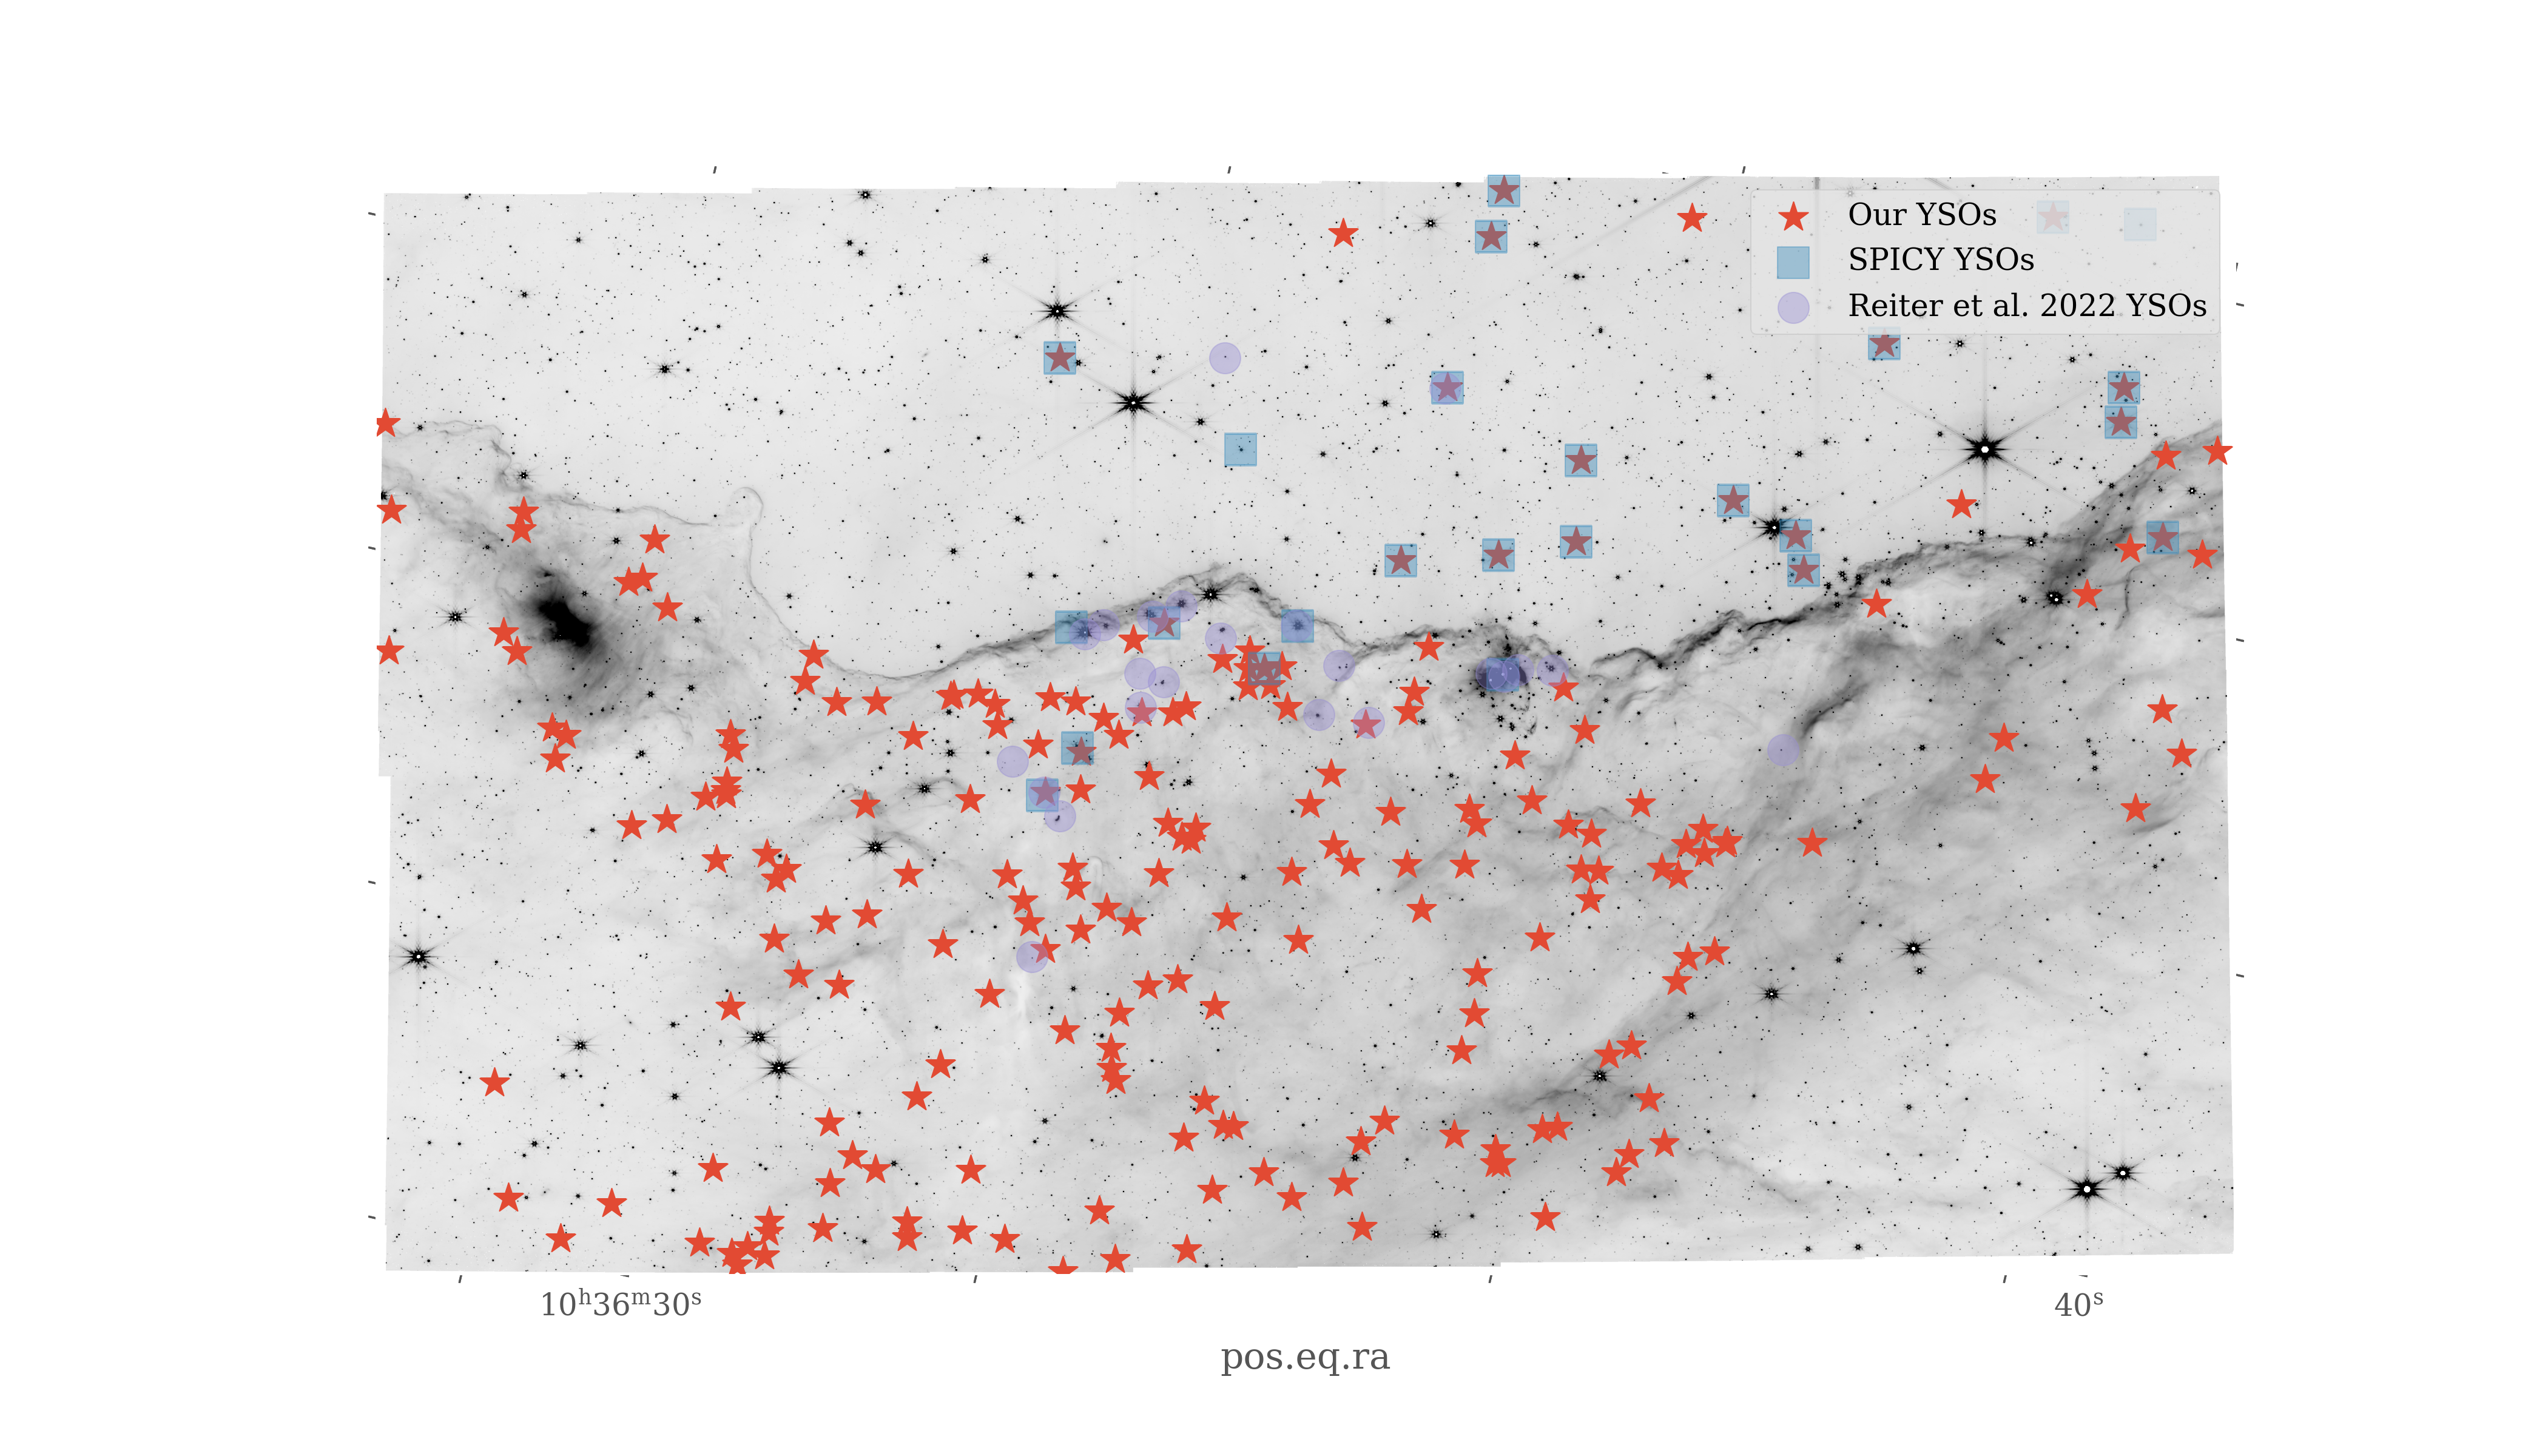 Our YSOs
SPICY YSOs
Reiter et al. 2022 YSOs
10ʰ36ᵐ30ˢ
40ˢ
pos.eq.ra